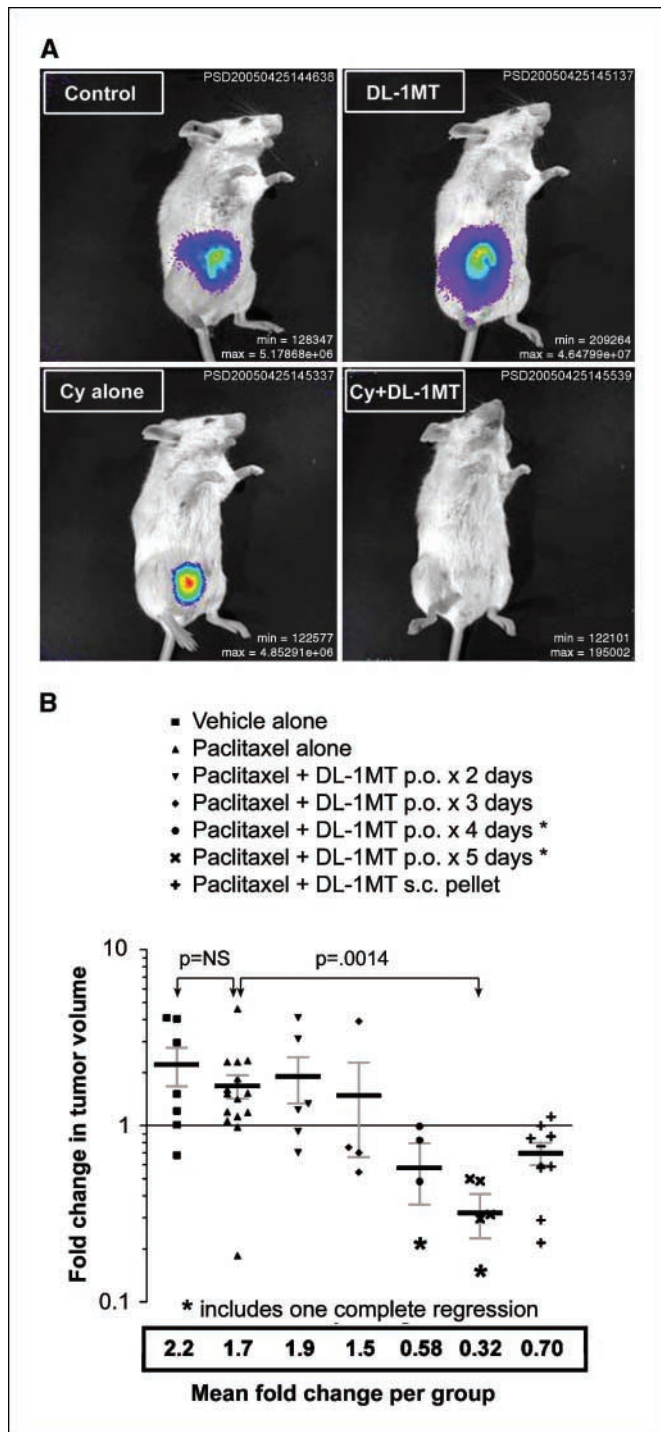 A
Control
PSD20050425144638
min = 128347
max = 5.17868e+06
DL-1MT
PSD20050425145137
min = 209264
max = 4.64799e+07
Cy alone
PSD20050425145337
min = 122577
max = 4.85291e+06
Cy+DL-1MT
PSD20050425145539
min = 122101
max = 195002
B
Vehicle alone
Paclitaxel alone
Paclitaxel + DL-1MT p.o. x 2 days
Paclitaxel + DL-1MT p.o. x 3 days
Paclitaxel + DL-1MT p.o. x 4 days *
Paclitaxel + DL-1MT p.o. x 5 days *
Paclitaxel + DL-1MT s.c. pellet
Fold change in tumor volume
10
1
0.1
p=NS
p=.0014
*
*
* includes one complete regression
2.2 1.7 1.9 1.5 0.58 0.32 0.70
Mean fold change per group